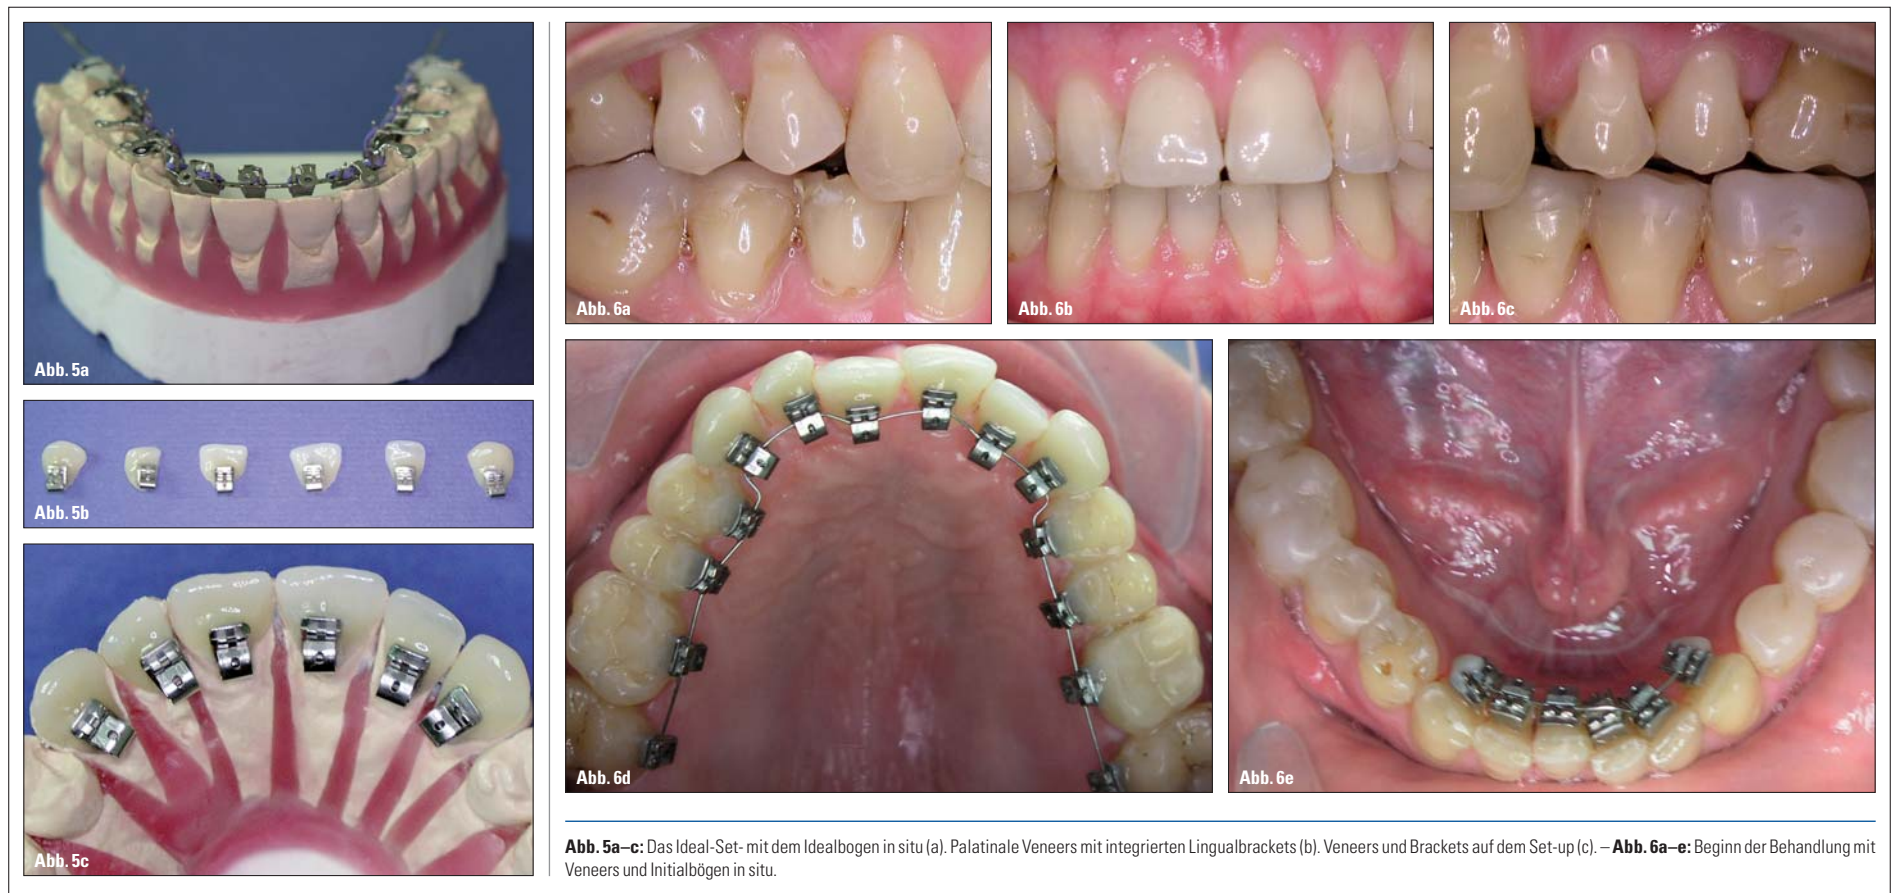 Abb. 5a
Abb. 5b
Abb. 5c
Abb. 6a
Abb. 6b
Abb. 6c
Abb. 6d
Abb. 6e
Abb. 5a–c: Das Ideal-Set- mit dem Idealbogen in situ (a). Palatinale Veneers mit integrierten Lingualbrackets (b). Veneers und Brackets auf dem Set-up (c). – Abb. 6a–e: Beginn der Behandlung mit
Veneers und Initialbögen in situ.